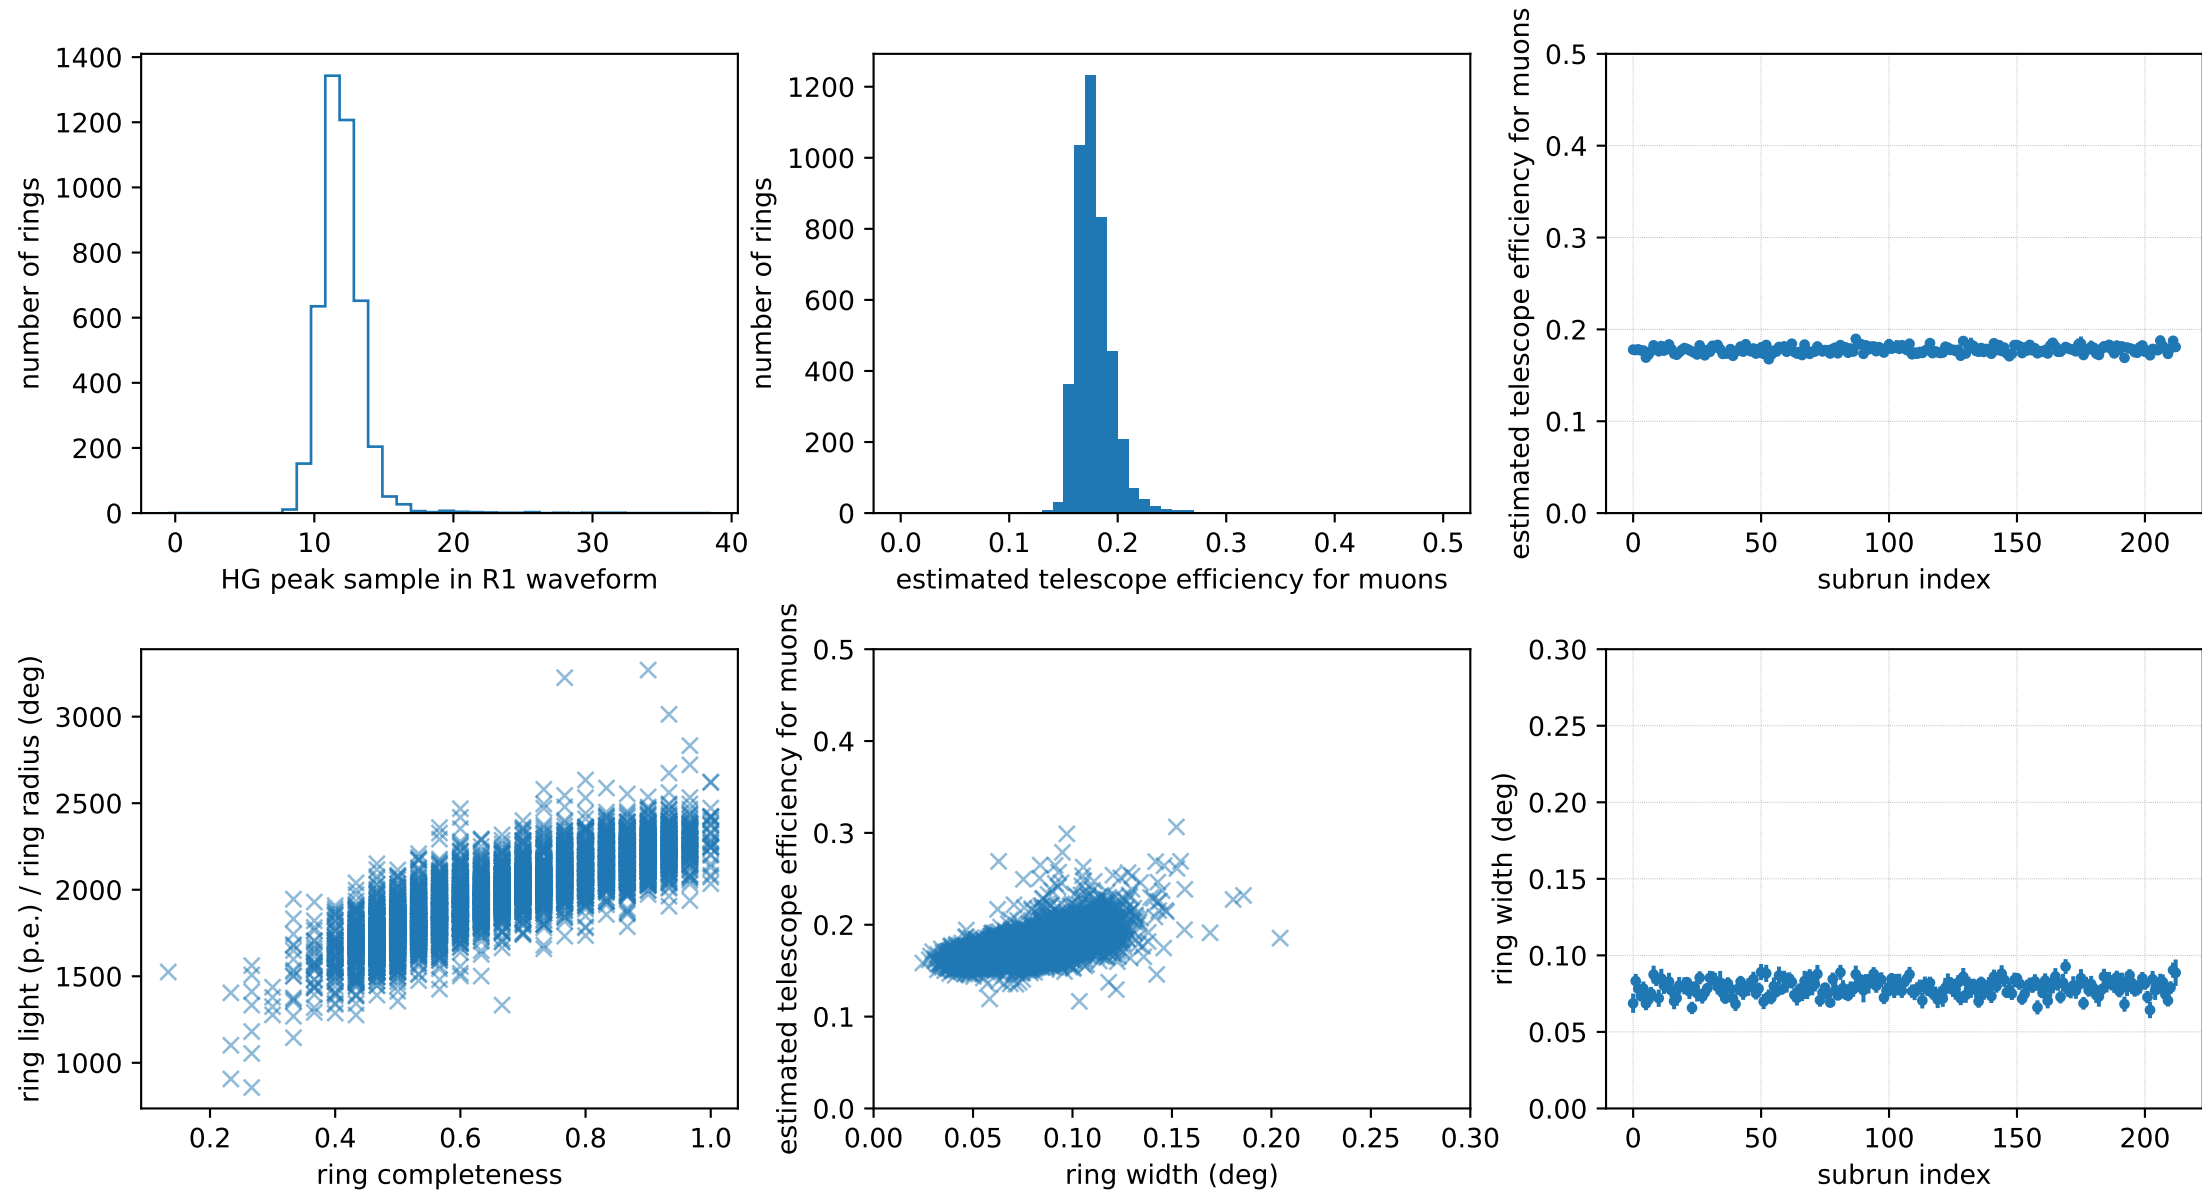 1400
1200
1000
800
600
400
200
0
number of rings
0 10 20 30 40
HG peak sample in R1 waveform
1200
1000
800
600
400
200
0
number of rings
0.0 0.1 0.2 0.3 0.4 0.5
estimated telescope efficiency for muons
0.5
0.4
0.3
0.2
0.1
0.0
estimated telescope efficiency for muons
0 50 100 150 200
subrun index
3000
2500
2000
1500
1000
ring light (p.e.) / ring radius (deg)
0.2 0.4 0.6 0.8 1.0
ring completeness
0.5
0.4
0.3
0.2
0.1
0.0
estimated telescope efficiency for muons
0.00 0.05 0.10 0.15 0.20 0.25 0.30
ring width (deg)
0.30
0.25
0.20
0.15
0.10
0.05
0.00
ring width (deg)
0 50 100 150 200
subrun index